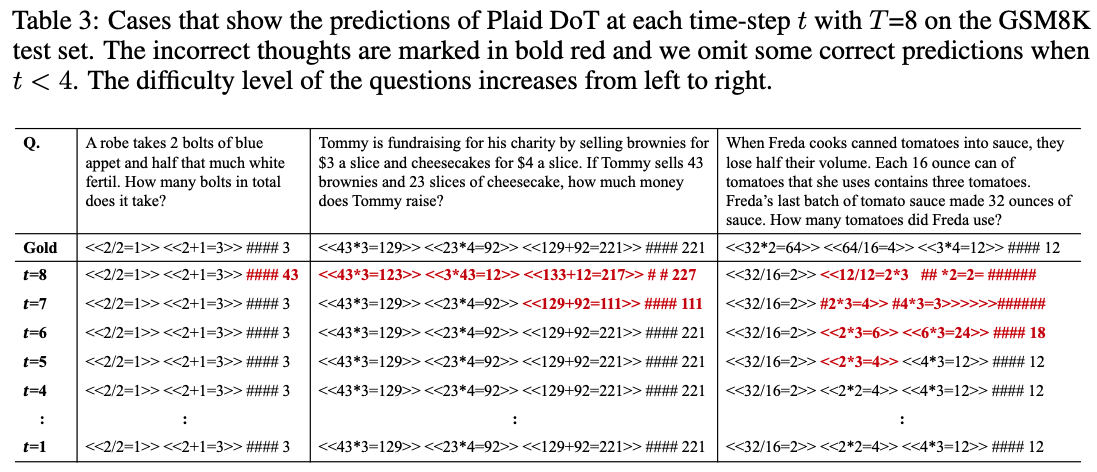 Table 3: Cases that show the predictions of Plaid DoT at each time-step t with T=8 on the GSM8K
test set. The incorrect thoughts are marked in bold red and we omit some correct predictions when
t < 4. The difficulty level of the questions increases from left to right.
Q. A robe takes 2 bolts of blue appet and half that much white fertil. How many bolts in total does it take? Tommy is fundraising for his charity by selling brownies for $3 a slice and cheesecakes for $4 a slice. If Tommy sells 43 brownies and 23 slices of cheesecake, how much money does Tommy raise? When Freda cooks canned tomatoes into sauce, they lose half their volume. Each 16 ounce can of tomatoes that she uses contains three tomatoes. Freda's last batch of tomato sauce made 32 ounces of sauce. How many tomatoes did Freda use?
Gold <<2/2=1>> <<2+1=3>> #### 3 <<43*3=129>> <<23*4=92>> <<129+92=221>> #### 221 <<32*2=64>> <<64/16=4>> <<3*4=12>> #### 12
t=8 <<2/2=1>> <<2+1=3>> #### 43 <<43*3=123>> <<3*43=12>> <<133+12=217>> # # 227 <<32/16=2>> <<12/12=2*3 ## *2=2= ######
t=7 <<2/2=1>> <<2+1=3>> #### 3 <<43*3=129>> <<23*4=92>> <<129+92=111>> #### 111 <<32/16=2>> #2*3=4>> #4*3=3>>>>>>######
t=6 <<2/2=1>> <<2+1=3>> #### 3 <<43*3=129>> <<23*4=92>> <<129+92=221>> #### 221 <<32/16=2>> <<2*3=6>> <<6*3=24>> #### 18
t=5 <<2/2=1>> <<2+1=3>> #### 3 <<43*3=129>> <<23*4=92>> <<129+92=221>> #### 221 <<32/16=2>> <<2*3=4>> <<4*3=12>> #### 12
t=4 <<2/2=1>> <<2+1=3>> #### 3 <<43*3=129>> <<23*4=92>> <<129+92=221>> #### 221 <<32/16=2>> <<2*2=4>> <<4*3=12>> #### 12
: : : :
t=1 <<2/2=1>> <<2+1=3>> #### 3 <<43*3=129>> <<23*4=92>> <<129+92=221>> #### 221 <<32/16=2>> <<2*2=4>> <<4*3=12>> #### 12